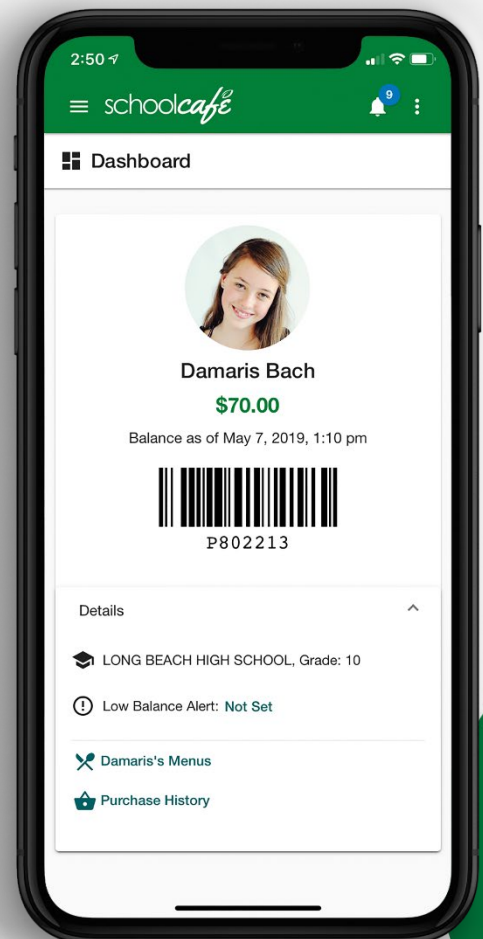 2:50
schoolcafé
9
Dashboard
Damaris Bach
$70.00
Balance as of May 7, 2019, 1:10 pm
P802213
Details
LONG BEACH HIGH SCHOOL, Grade: 10
Low Balance Alert: Not Set
Damaris's Menus
Purchase History